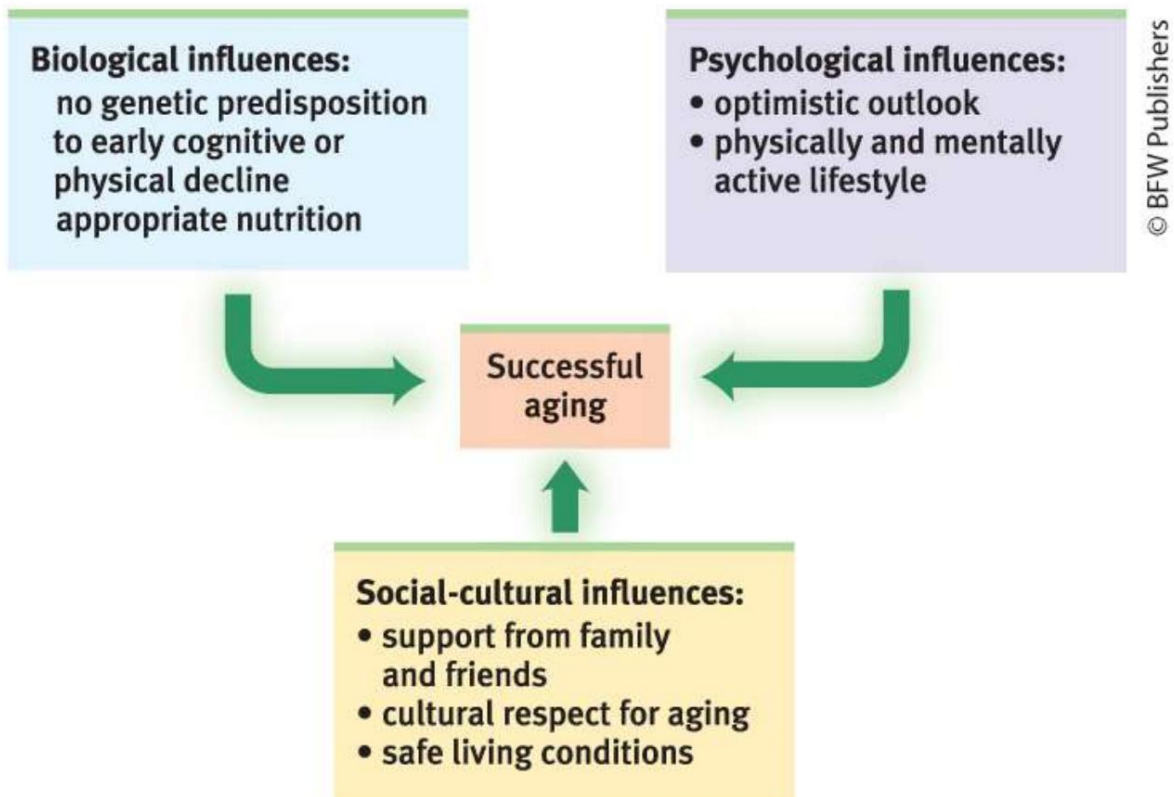 Biological influences:
no genetic predisposition
to early cognitive or
physical decline
appropriate nutrition
Psychological influences:
• optimistic outlook
• physically and mentally
active lifestyle
© BFW Publishers
Successful
aging
Social-cultural influences:
• support from family
and friends
• cultural respect for aging
• safe living conditions